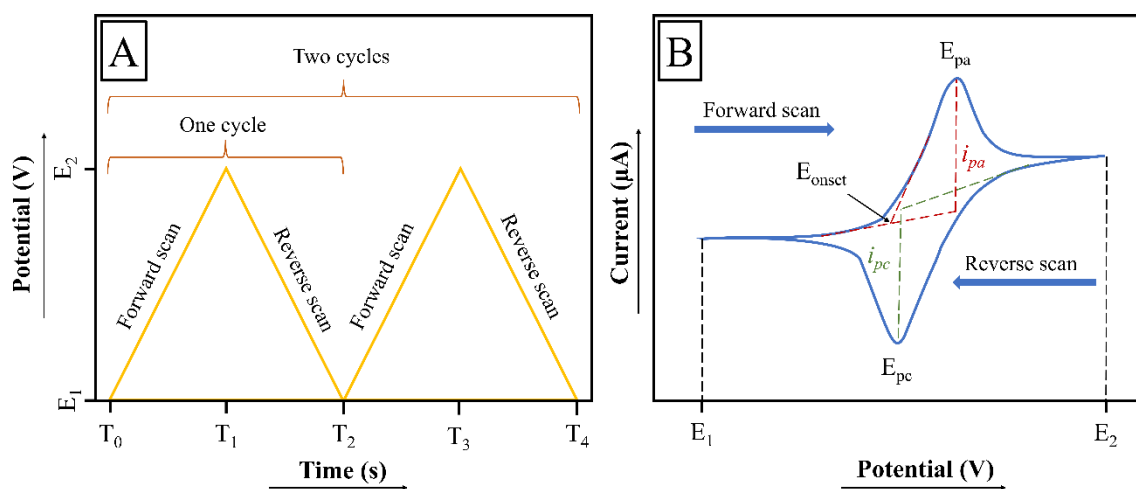 A
Two cycles
One cycle
Potential (V)
E2
E1
Forward scan
Reverse scan
Forward scan
Reverse scan
T0
T1
T2
T3
T4
Time (s)
B
Epa
Forward scan
ipa
Eonset
Current (μA)
ipc
Reverse scan
Epc
E1
E2
Potential (V)